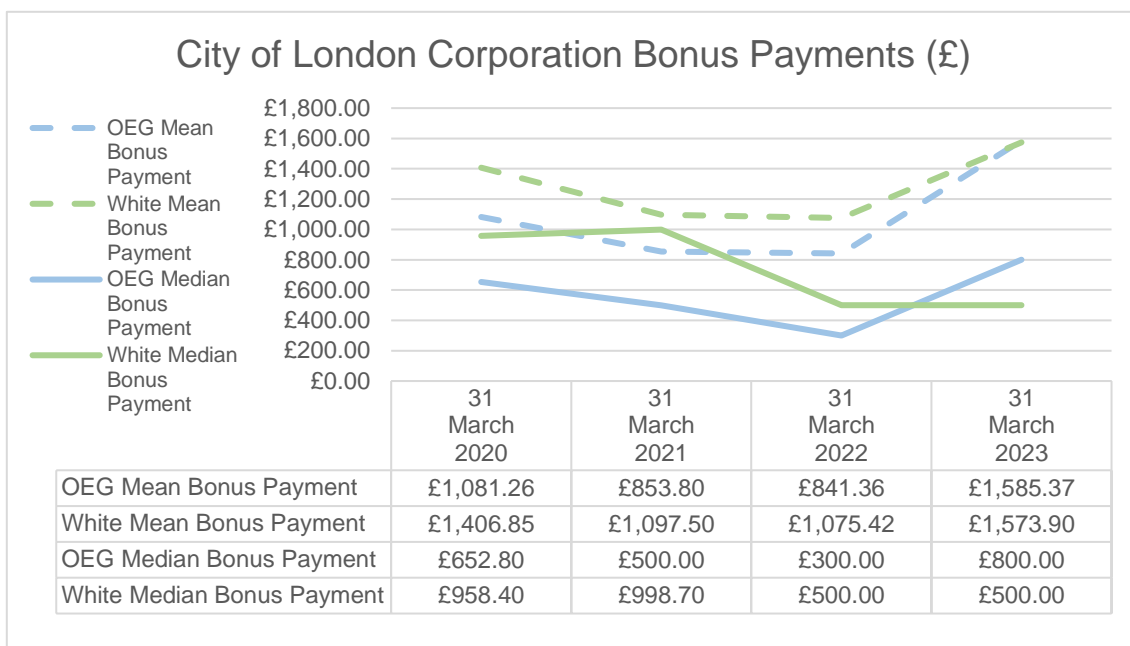 City of London Corporation Bonus Payments (£)
OEG Mean
Bonus
Payment
White Mean
Bonus
Payment
OEG Median
Bonus
Payment
White Median
Bonus
Payment
£1,800.00
£1,600.00
£1,400.00
£1,200.00
£1,000.00
£800.00
£600.00
£400.00
£200.00
£0.00
31
March
2020
31
March
2021
31
March
2022
31
March
2023
OEG Mean Bonus Payment £1,081.26 £853.80 £841.36 £1,585.37
White Mean Bonus Payment £1,406.85 £1,097.50 £1,075.42 £1,573.90
OEG Median Bonus Payment £652.80 £500.00 £300.00 £800.00
White Median Bonus Payment £958.40 £998.70 £500.00 £500.00